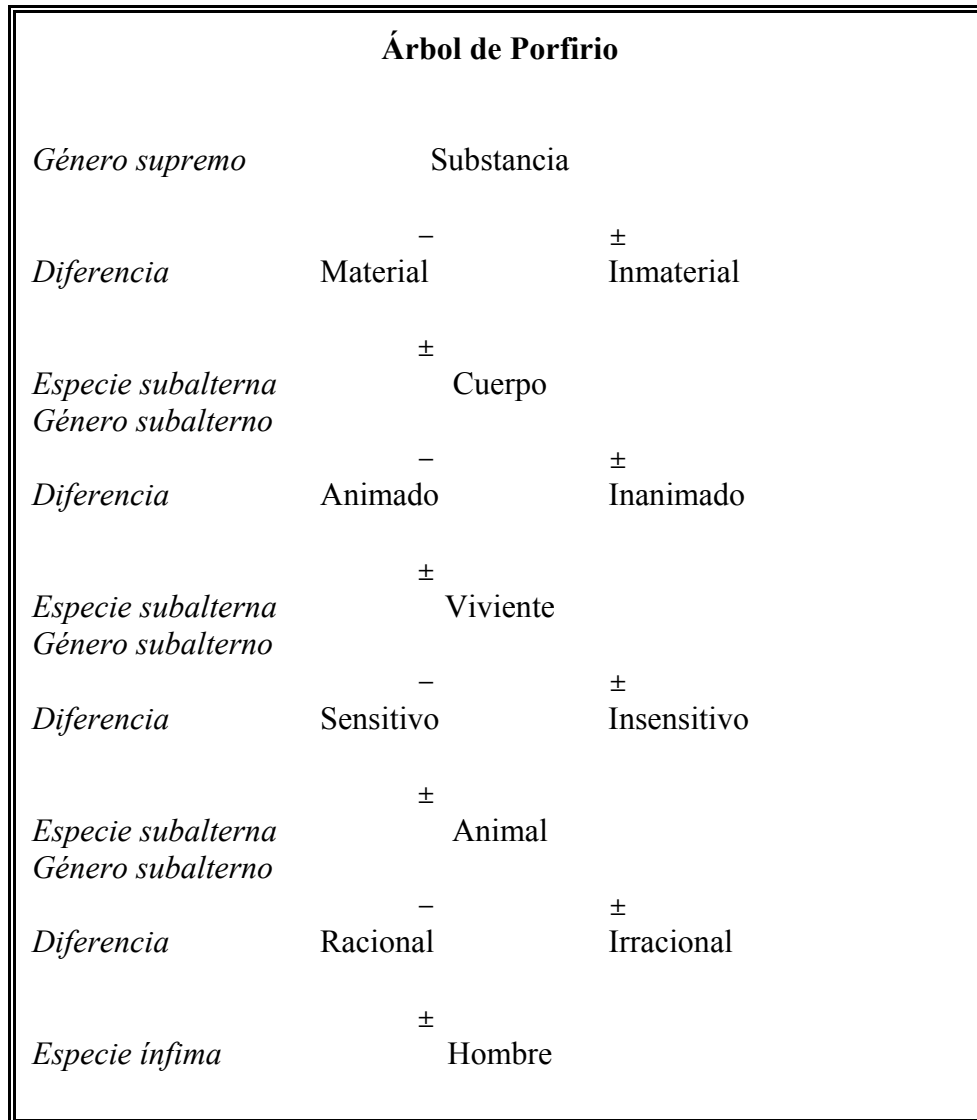 Árbol de Porfirio
Género supremo Substancia
− ±
Diferencia Material Inmaterial
±
Especie subalterna Cuerpo
Género subalterno
− ±
Diferencia Animado Inanimado
±
Especie subalterna Viviente
Género subalterno
− ±
Diferencia Sensitivo Insensitivo
±
Especie subalterna Animal
Género subalterno
− ±
Diferencia Racional Irracional
±
Especie ínfima Hombre